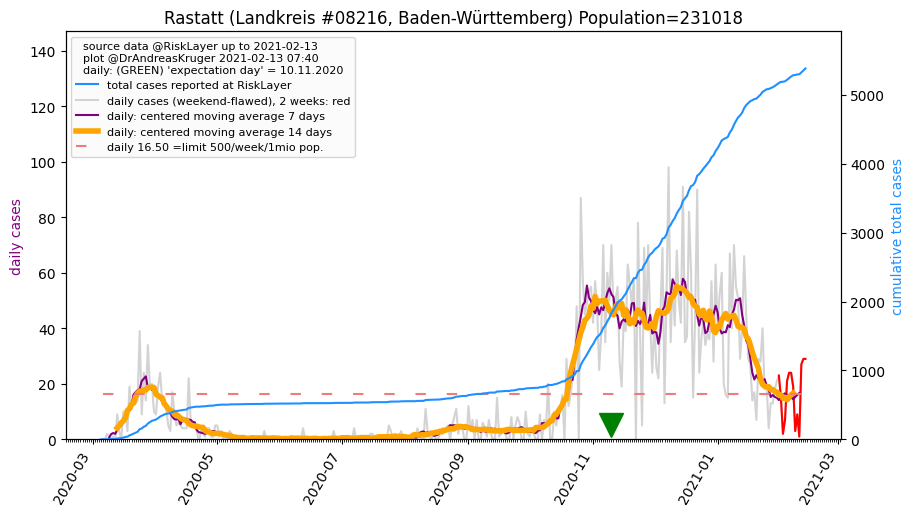 Rastatt (Landkreis #08216, Baden-Württemberg) Population=231018
source data @RiskLayer up to 2021-02-13
plot @DrAndreasKruger 2021-02-13 07:40
daily: (GREEN) 'expectation day' = 10.11.2020
total cases reported at RiskLayer
daily cases (weekend-flawed), 2 weeks: red
daily: centered moving average 7 days
daily: centered moving average 14 days
daily 16.50 =limit 500/week/1mio pop.
daily cases
140
120
100
80
60
40
20
0
cumulative total cases
5000
4000
3000
2000
1000
0
2020-03
2020-05
2020-07
2020-09
2020-11
2021-01
2021-03